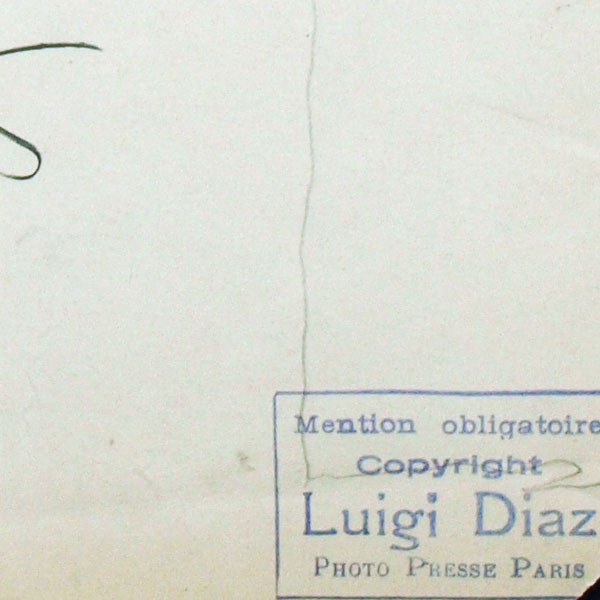 Mention obligatoire
Copyright
Luigi Diaz
PHOTO PRESSE PARIS